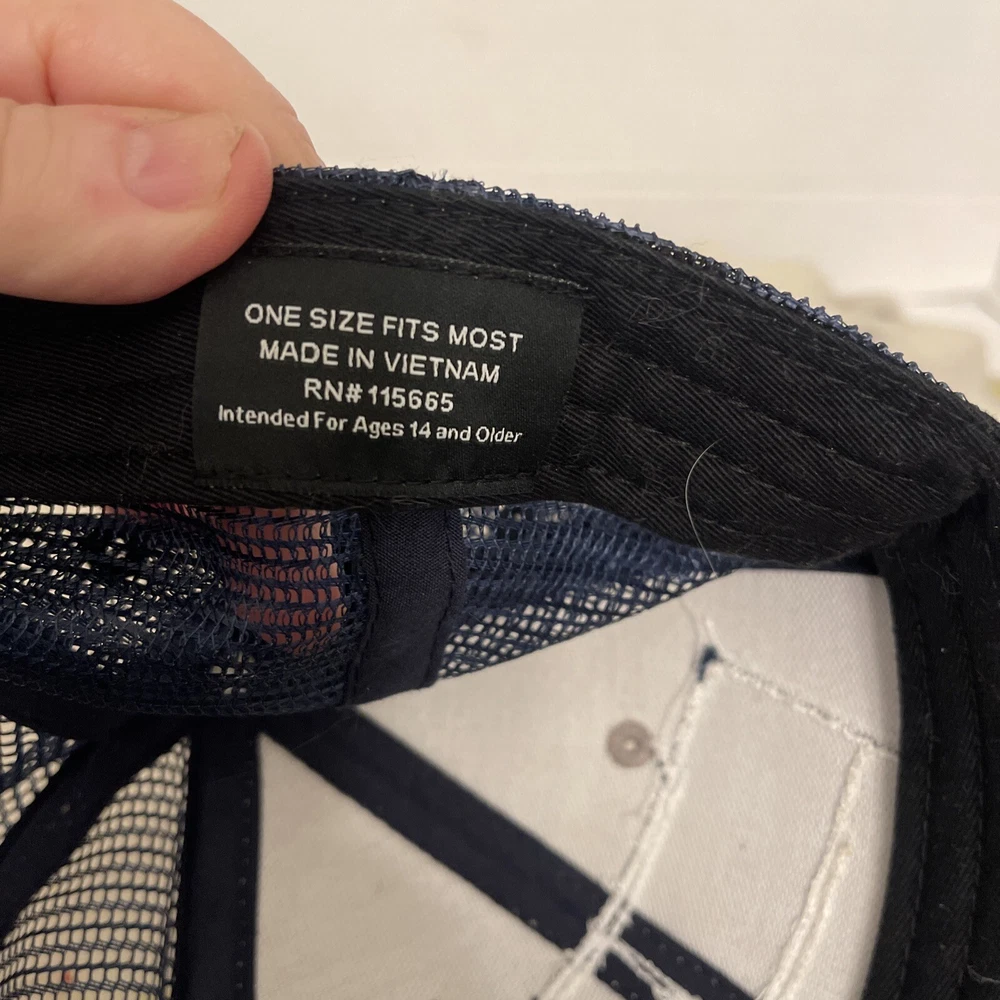 ONE SIZE FITS MOST
MADE IN VIETNAM
RN# 115665
Intended For Ages 14 and Older